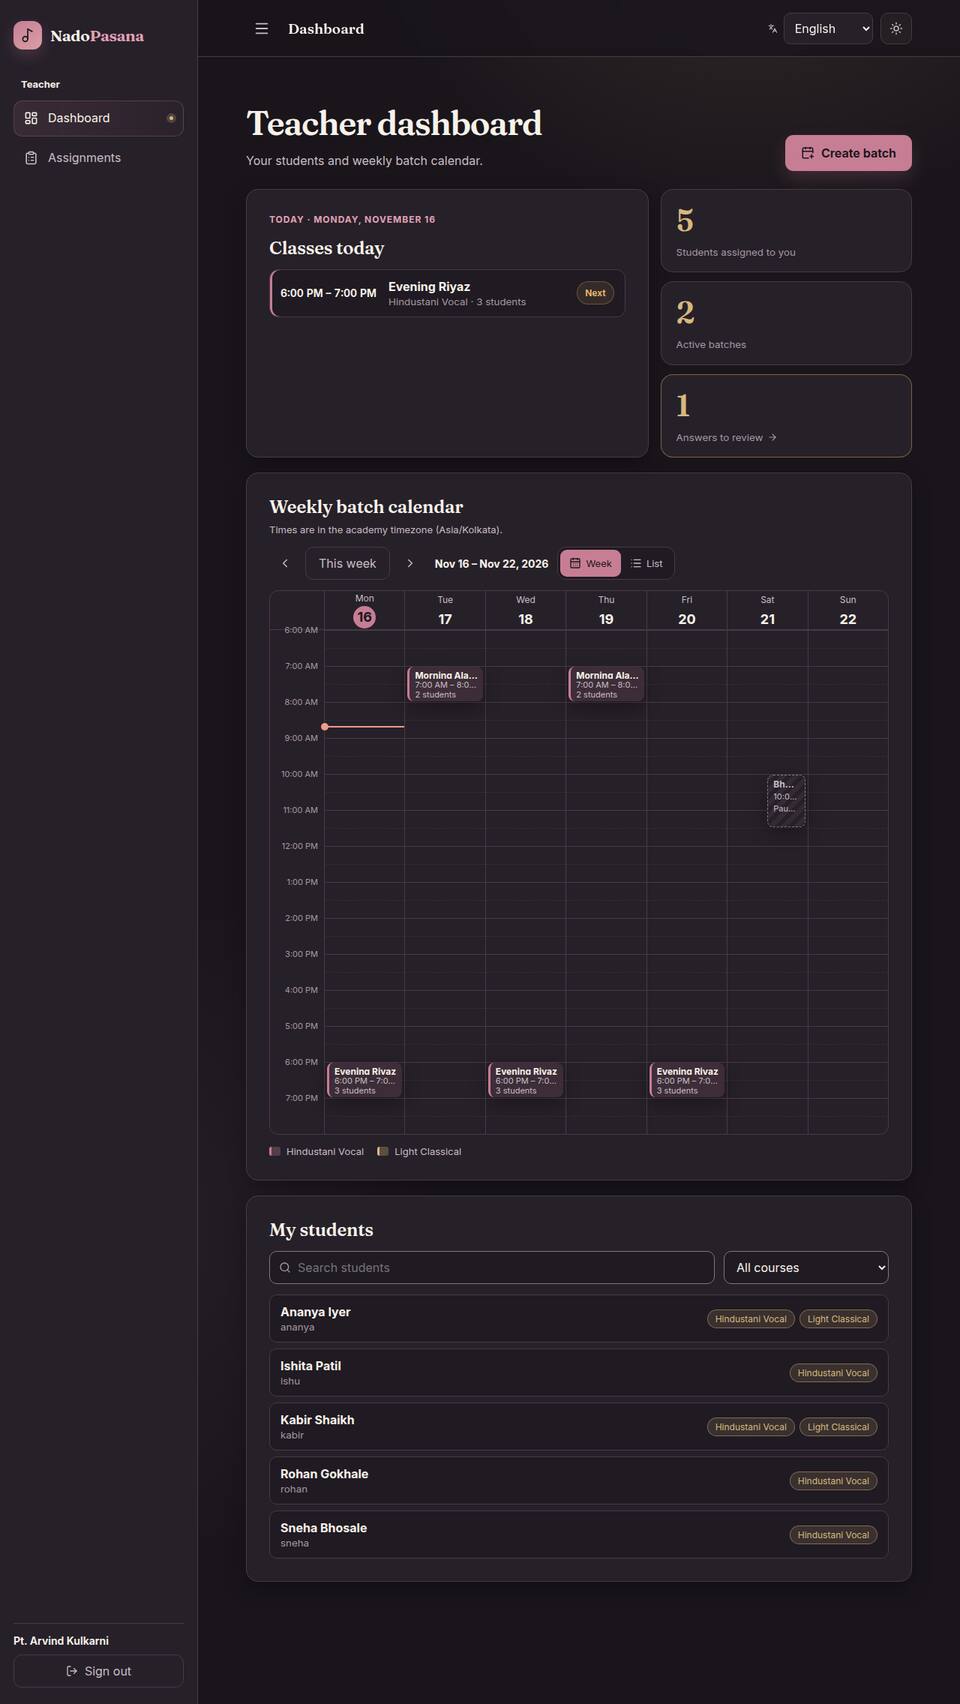 NadoPasana
Teacher
Dashboard
Assignments
Pt. Arvind Kulkarni
Sign out
Dashboard
English
Teacher dashboard
Your students and weekly batch calendar.
Create batch
TODAY · MONDAY, NOVEMBER 16
Classes today
6:00 PM – 7:00 PM
Evening Riyaz
Hindustani Vocal · 3 students
Next
5
Students assigned to you
2
Active batches
1
Answers to review →
Weekly batch calendar
Times are in the academy timezone (Asia/Kolkata).
This week
Nov 16 – Nov 22, 2026
Week
List
Mon
16
Tue
17
Wed
18
Thu
19
Fri
20
Sat
21
Sun
22
6:00 AM
7:00 AM
8:00 AM
9:00 AM
10:00 AM
11:00 AM
12:00 PM
1:00 PM
2:00 PM
3:00 PM
4:00 PM
5:00 PM
6:00 PM
7:00 PM
Morning Ala...
7:00 AM – 8:0...
2 students
Morning Ala...
7:00 AM – 8:0...
2 students
Bh...
10:0...
Pau...
Evening Riyaz
6:00 PM – 7:0...
3 students
Evening Riyaz
6:00 PM – 7:0...
3 students
Evening Riyaz
6:00 PM – 7:0...
3 students
Hindustani Vocal
Light Classical
My students
Search students
All courses
Ananya Iyer
ananya
Hindustani Vocal
Light Classical
Ishita Patil
ishu
Hindustani Vocal
Kabir Shaikh
kabir
Hindustani Vocal
Light Classical
Rohan Gokhale
rohan
Hindustani Vocal
Sneha Bhosale
sneha
Hindustani Vocal